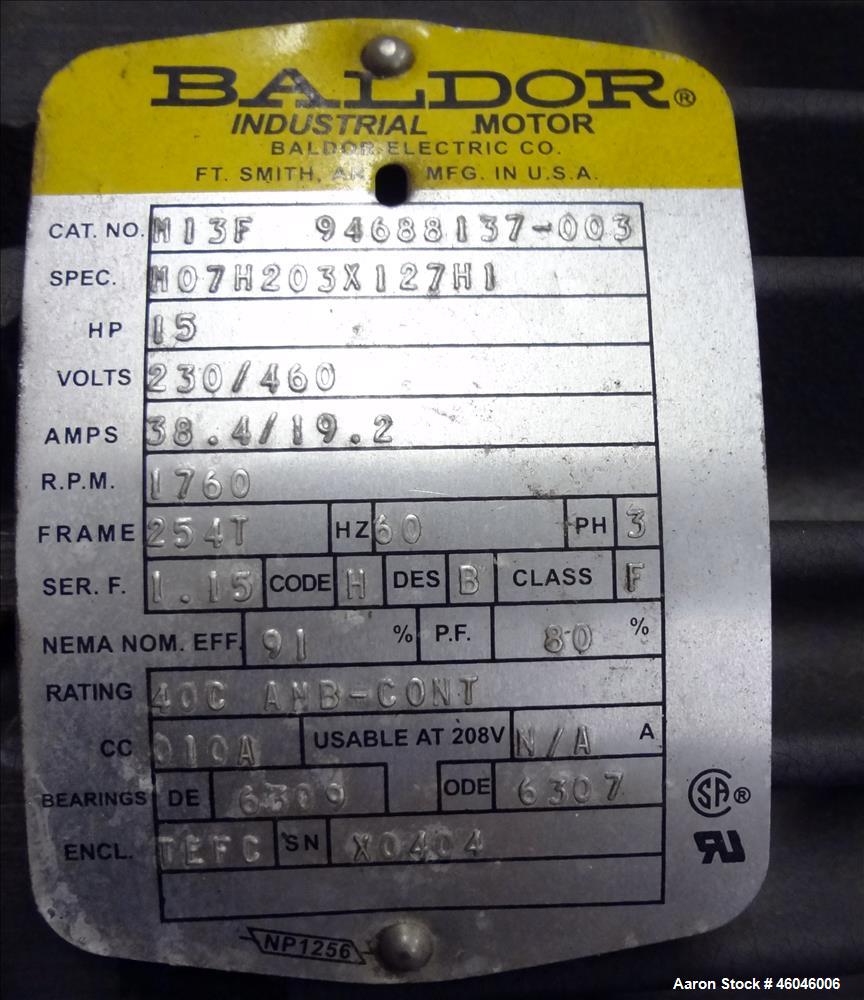 BALDOR®
INDUSTRIAL MOTOR
BALDOR ELECTRIC CO.
FT. SMITH, MFG. IN U.S.A.
CAT. NO. M13F 94688137-003
SPEC. M07H203X127H1
HP 15
VOLTS 230/460
AMPS 38.4/19.2
R.P.M. 1760
FRAME 254T HZ 60 PH 3
SER. F. 1.15 CODE H DES B CLASS F
NEMA NOM. EFF. 91 % P.F. 80 %
RATING 40C AMB-CONT
CC 010A USABLE AT 208V N/A A
BEARINGS DE 6309 ODE 6307
SA®
ENCL. TEFC SN X0404
RU
NP1256
Aaron Stock # 46046006